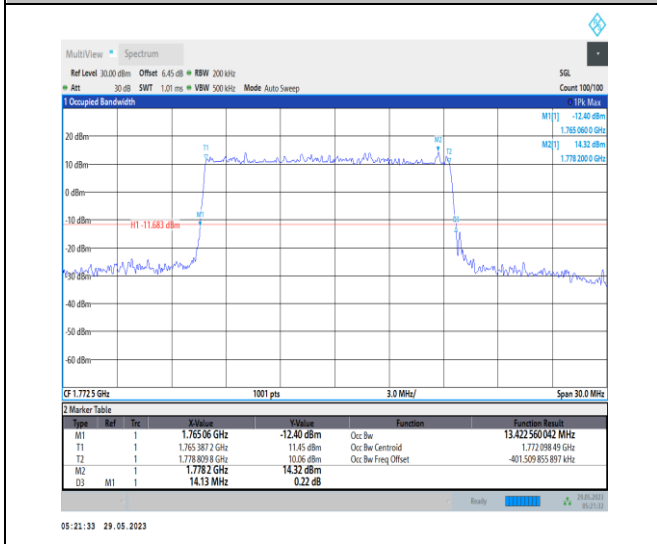 MultiView Spectrum
Ref Level 30.00 dBm Offset 6.45 dB RBW 200 kHz SGL
Att 30 dB SWT 1.01 ms VBW 500 kHz Mode Auto Sweep Count 100/100
1 Occupied Bandwidth 1Pk Max
M1[1] -12.40 dBm
1.765 060 0 GHz
M2[1] 14.32 dBm
1.778 200 0 GHz
20 dBm
T1
M2
T2
10 dBm
0 dBm
-10 dBm
M1
D3
H1 -11.683 dBm
-20 dBm
-30 dBm
-40 dBm
-50 dBm
-60 dBm
CF 1.772 5 GHz 1001 pts 3.0 MHz/ Span 30.0 MHz
2 Marker Table
Type Ref Trc X-Value Y-Value Function Function Result
M1 1 1.765 06 GHz -12.40 dBm Occ Bw 13.422 560 042 MHz
T1 1 1.765 387 2 GHz 11.45 dBm Occ Bw Centroid 1.772 098 49 GHz
T2 1 1.778 809 8 GHz 10.06 dBm Occ Bw Freq Offset -401.509 855 897 kHz
M2 1 1.778 2 GHz 14.32 dBm
D3 M1 1 14.13 MHz 0.22 dB
Ready 29.05.2023
05:21:32
05:21:33 29.05.2023